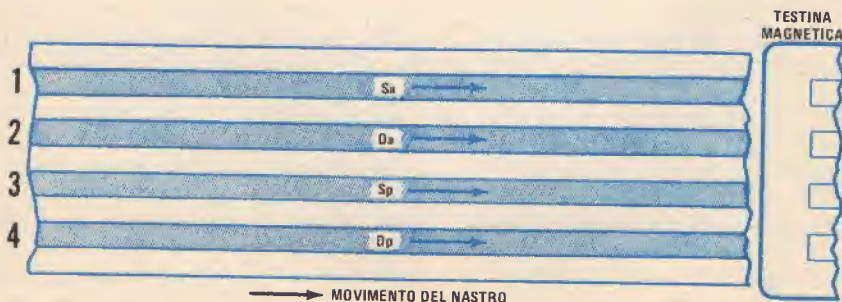 TESTINA
MAGNETICA
1
Sa
2
Da
3
Sp
4
Dp
MOVIMENTO DEL NASTRO